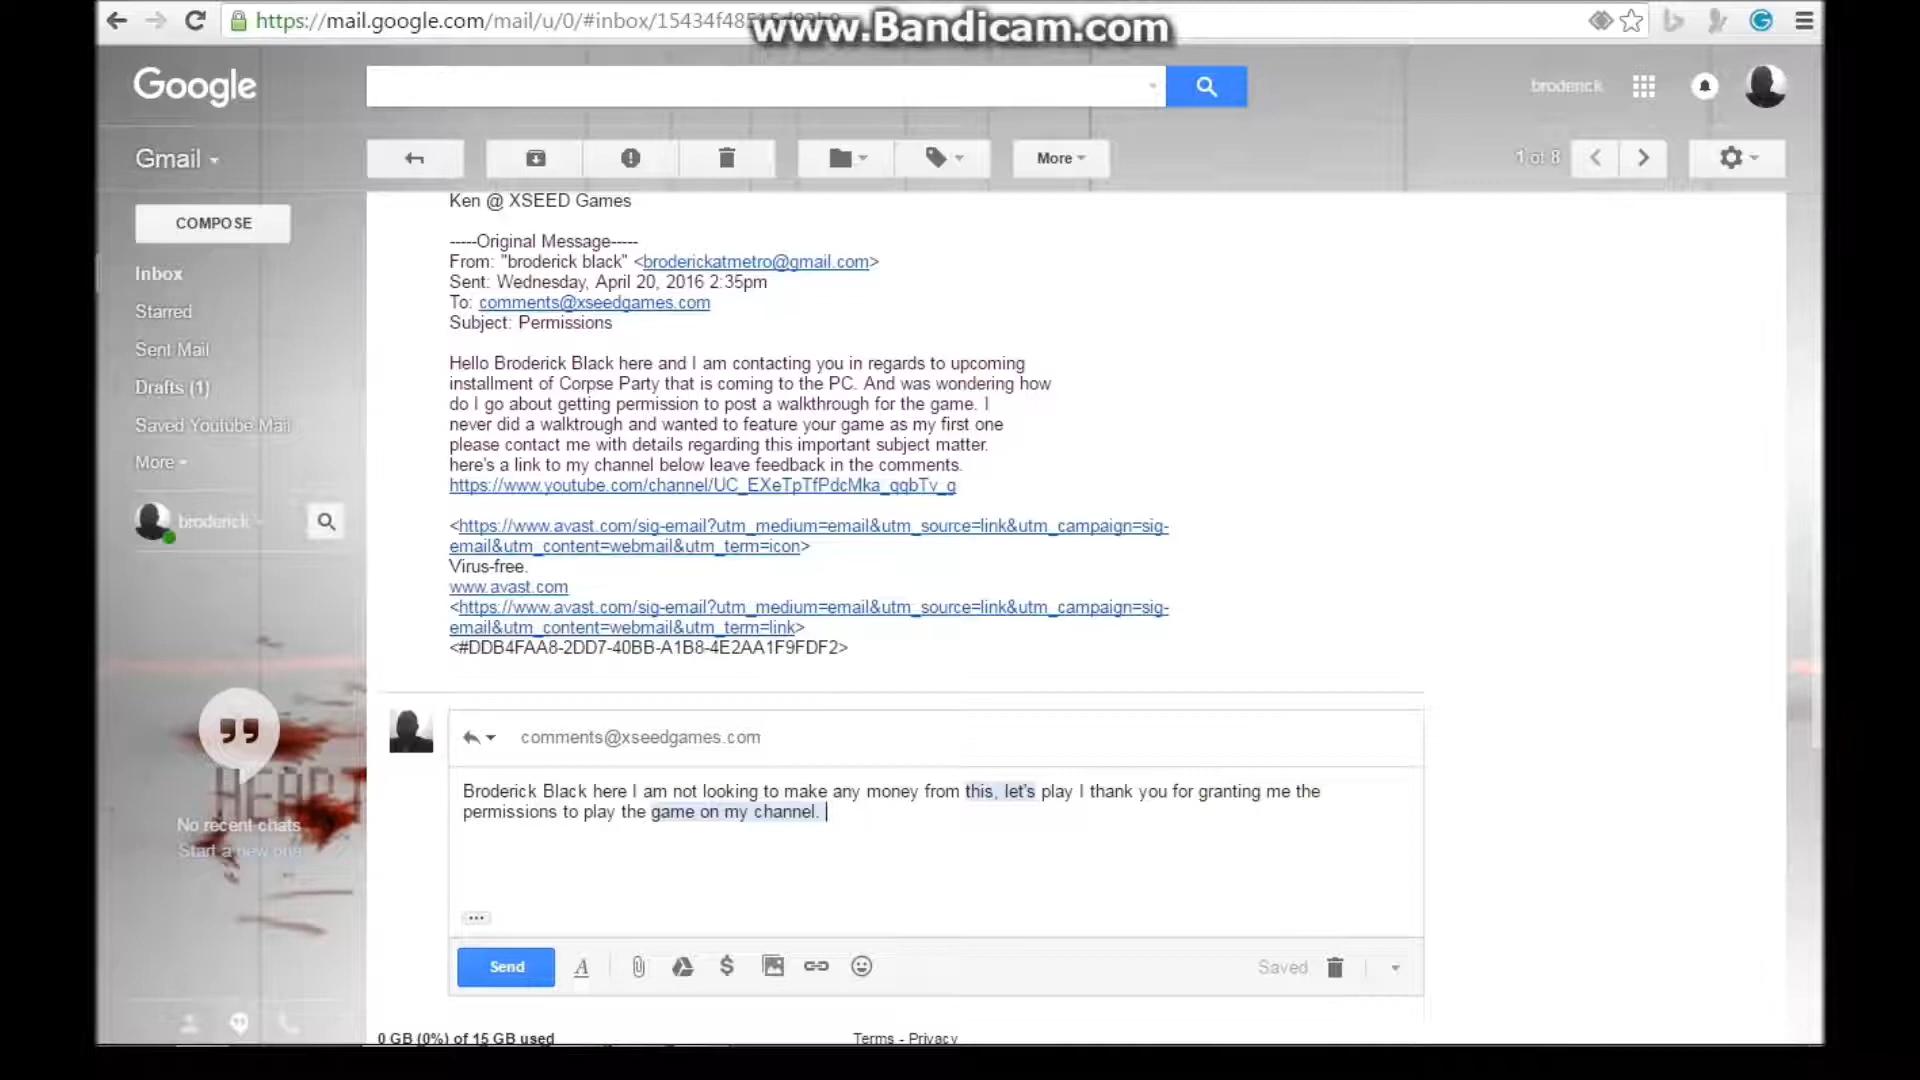 https://mail.google.com/mail/u/0/#inbox/15434f48
www.Bandicam.com
Google
broderick
Gmail
More
1 of 8
COMPOSE
Inbox
Starred
Sent Mail
Drafts (1)
Saved Youtube Mail
More
broderick
HEART
No recent chats
Start a new one
Ken @ XSEED Games
-----Original Message-----
From: "broderick black" <broderickatmetro@gmail.com>
Sent: Wednesday, April 20, 2016 2:35pm
To: comments@xseedgames.com
Subject: Permissions
Hello Broderick Black here and I am contacting you in regards to upcoming
installment of Corpse Party that is coming to the PC. And was wondering how
do I go about getting permission to post a walkthrough for the game. I
never did a walktrough and wanted to feature your game as my first one
please contact me with details regarding this important subject matter.
here's a link to my channel below leave feedback in the comments.
https://www.youtube.com/channel/UC_EXeTpTfPdcMka_qqbTv_g
<https://www.avast.com/sig-email?utm_medium=email&utm_source=link&utm_campaign=sig-
email&utm_content=webmail&utm_term=icon>
Virus-free.
www.avast.com
<https://www.avast.com/sig-email?utm_medium=email&utm_source=link&utm_campaign=sig-
email&utm_content=webmail&utm_term=link>
<#DDB4FAA8-2DD7-40BB-A1B8-4E2AA1F9FDF2>
comments@xseedgames.com
Broderick Black here I am not looking to make any money from this, let's play I thank you for granting me the
permissions to play the game on my channel.
Send
Saved
0 GB (0%) of 15 GB used
Terms - Privacy